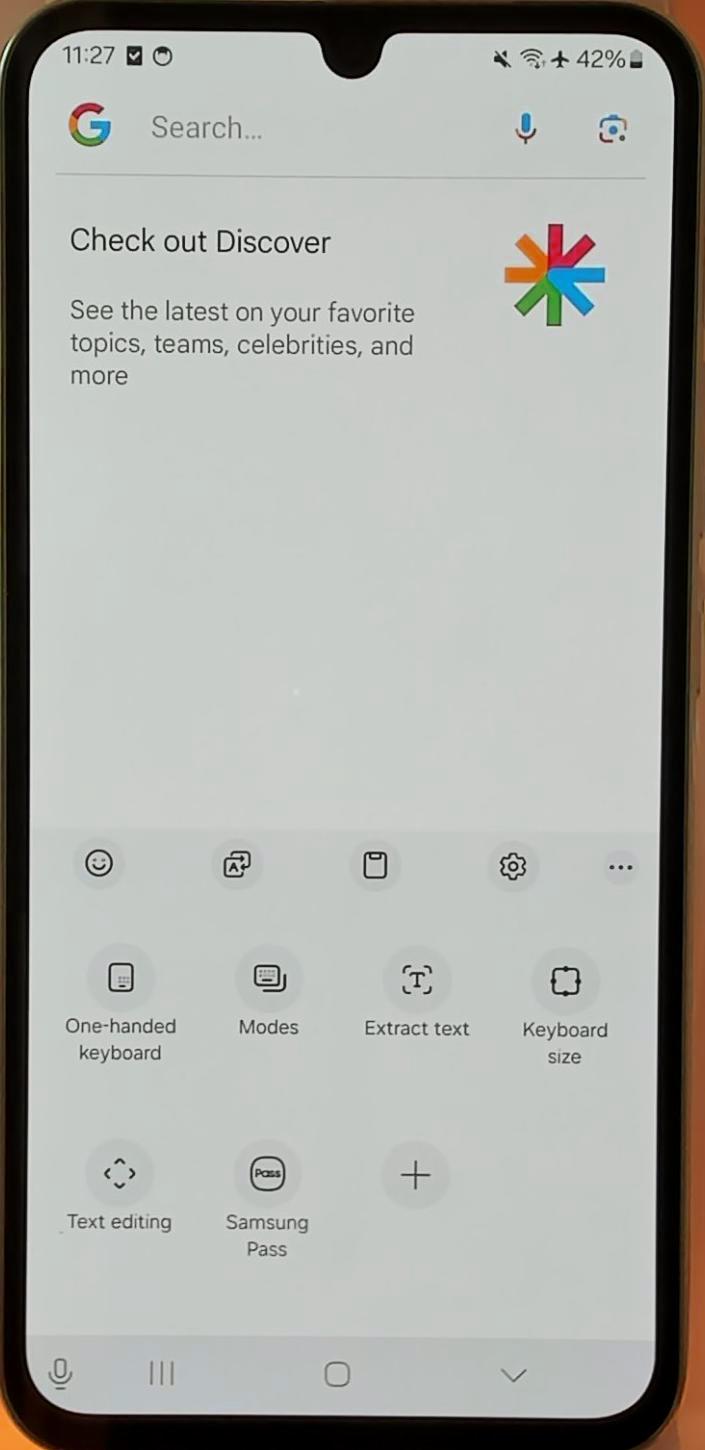 11:27 42%
Search...
Check out Discover
See the latest on your favorite
topics, teams, celebrities, and
more
One-handed
keyboard
Modes
Extract text
Keyboard
size
Text editing
Pass
Samsung
Pass